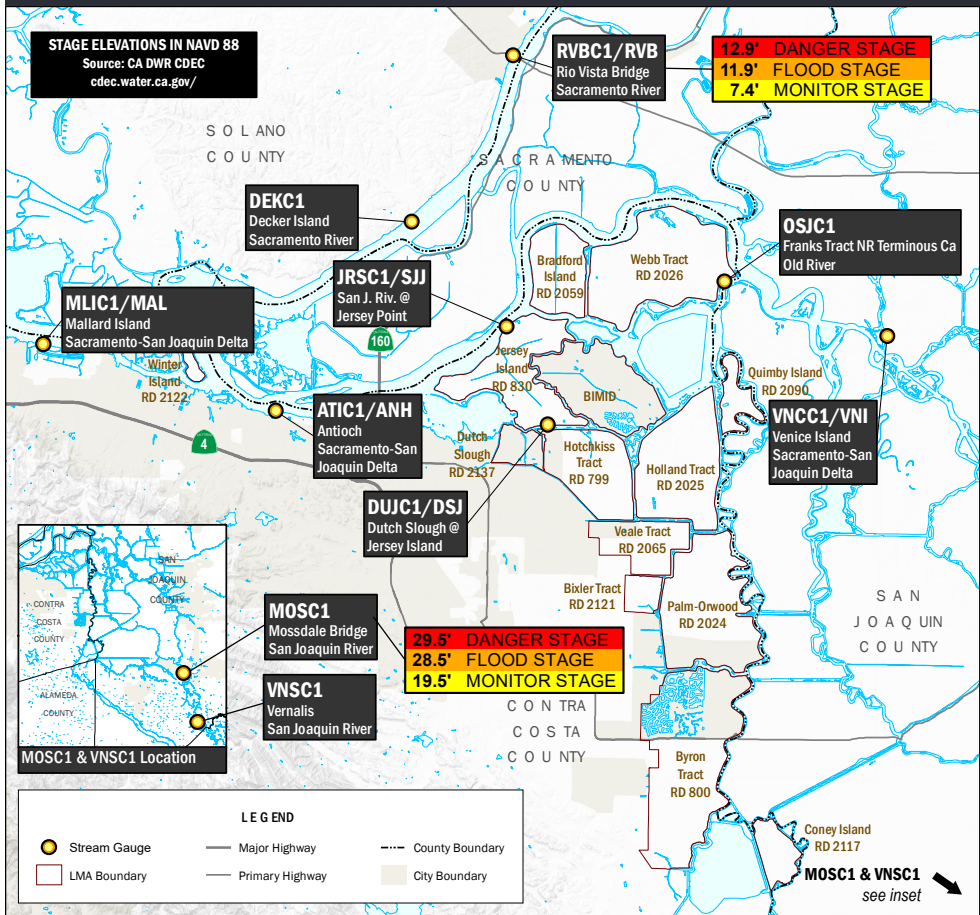 STAGE ELEVATIONS IN NAVD 88
Source: CA DWR CDEC
cdec.water.ca.gov/
RVBC1/RVB
Rio Vista Bridge
Sacramento River
12.9' DANGER STAGE
11.9' FLOOD STAGE
7.4' MONITOR STAGE
SOLANO
COUNTY
SACRAMENTO
COUNTY
DEKC1
Decker Island
Sacramento River
OSJC1
Franks Tract NR Terminous Ca
Old River
Bradford
Island
RD 2059
Webb Tract
RD 2026
JRSC1/SJJ
San J. Riv. @
Jersey Point
MLIC1/MAL
Mallard Island
Sacramento-San Joaquin Delta
160
Winter
Island
RD 2122
Jersey
Island
RD 830
BIMID
Quimby Island
RD 2090
ATIC1/ANH
Antioch
Sacramento-San
Joaquin Delta
VNCC1/VNI
Venice Island
Sacramento-San
Joaquin Delta
4
Dutch
Slough
RD 2137
Hotchkiss
Tract
RD 799
Holland Tract
RD 2025
DUJC1/DSJ
Dutch Slough @
Jersey Island
Veale Tract
RD 2065
Bixler Tract
RD 2121
Palm-Orwood
RD 2024
SAN
JOAQUIN
COUNTY
SAN
JOAQUIN
COUNTY
CONTRA
COSTA
COUNTY
ALAMEDA
COUNTY
MOSC1 & VNSC1 Location
MOSC1
Mossdale Bridge
San Joaquin River
29.5' DANGER STAGE
28.5' FLOOD STAGE
19.5' MONITOR STAGE
VNSC1
Vernalis
San Joaquin River
CONTRA
COSTA
COUNTY
Byron
Tract
RD 800
Coney Island
RD 2117
LEGEND
Stream Gauge
Major Highway
County Boundary
LMA Boundary
Primary Highway
City Boundary
MOSC1 & VNSC1
see inset